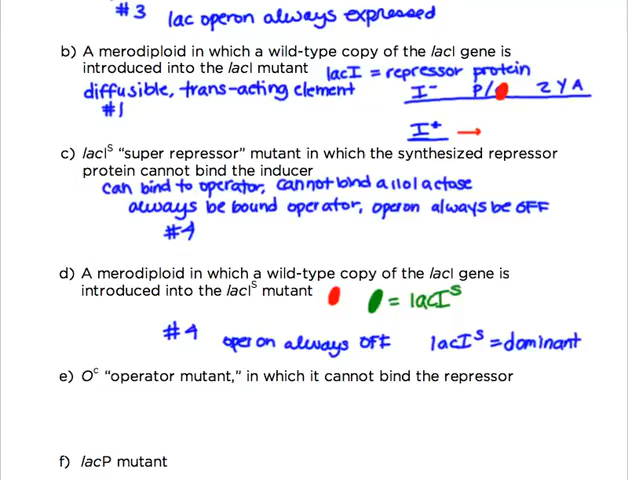 #3 lac operon always expressed
b) A merodiploid in which a wild-type copy of the lacI gene is
introduced into the lacI mutant lacI = repressor protein
diffusible, trans-acting element I⁻ P/ Z Y A
#1
I⁺ →
c) lacIˢ “super repressor” mutant in which the synthesized repressor
protein cannot bind the inducer
can bind to operator, cannot bind allolactose
always be bound operator, operon always be OFF
#4
d) A merodiploid in which a wild-type copy of the lacI gene is
introduced into the lacIˢ mutant = lacIˢ
#4 operon always off lacIˢ = dominant
e) Oᶜ “operator mutant,” in which it cannot bind the repressor
f) lacP mutant